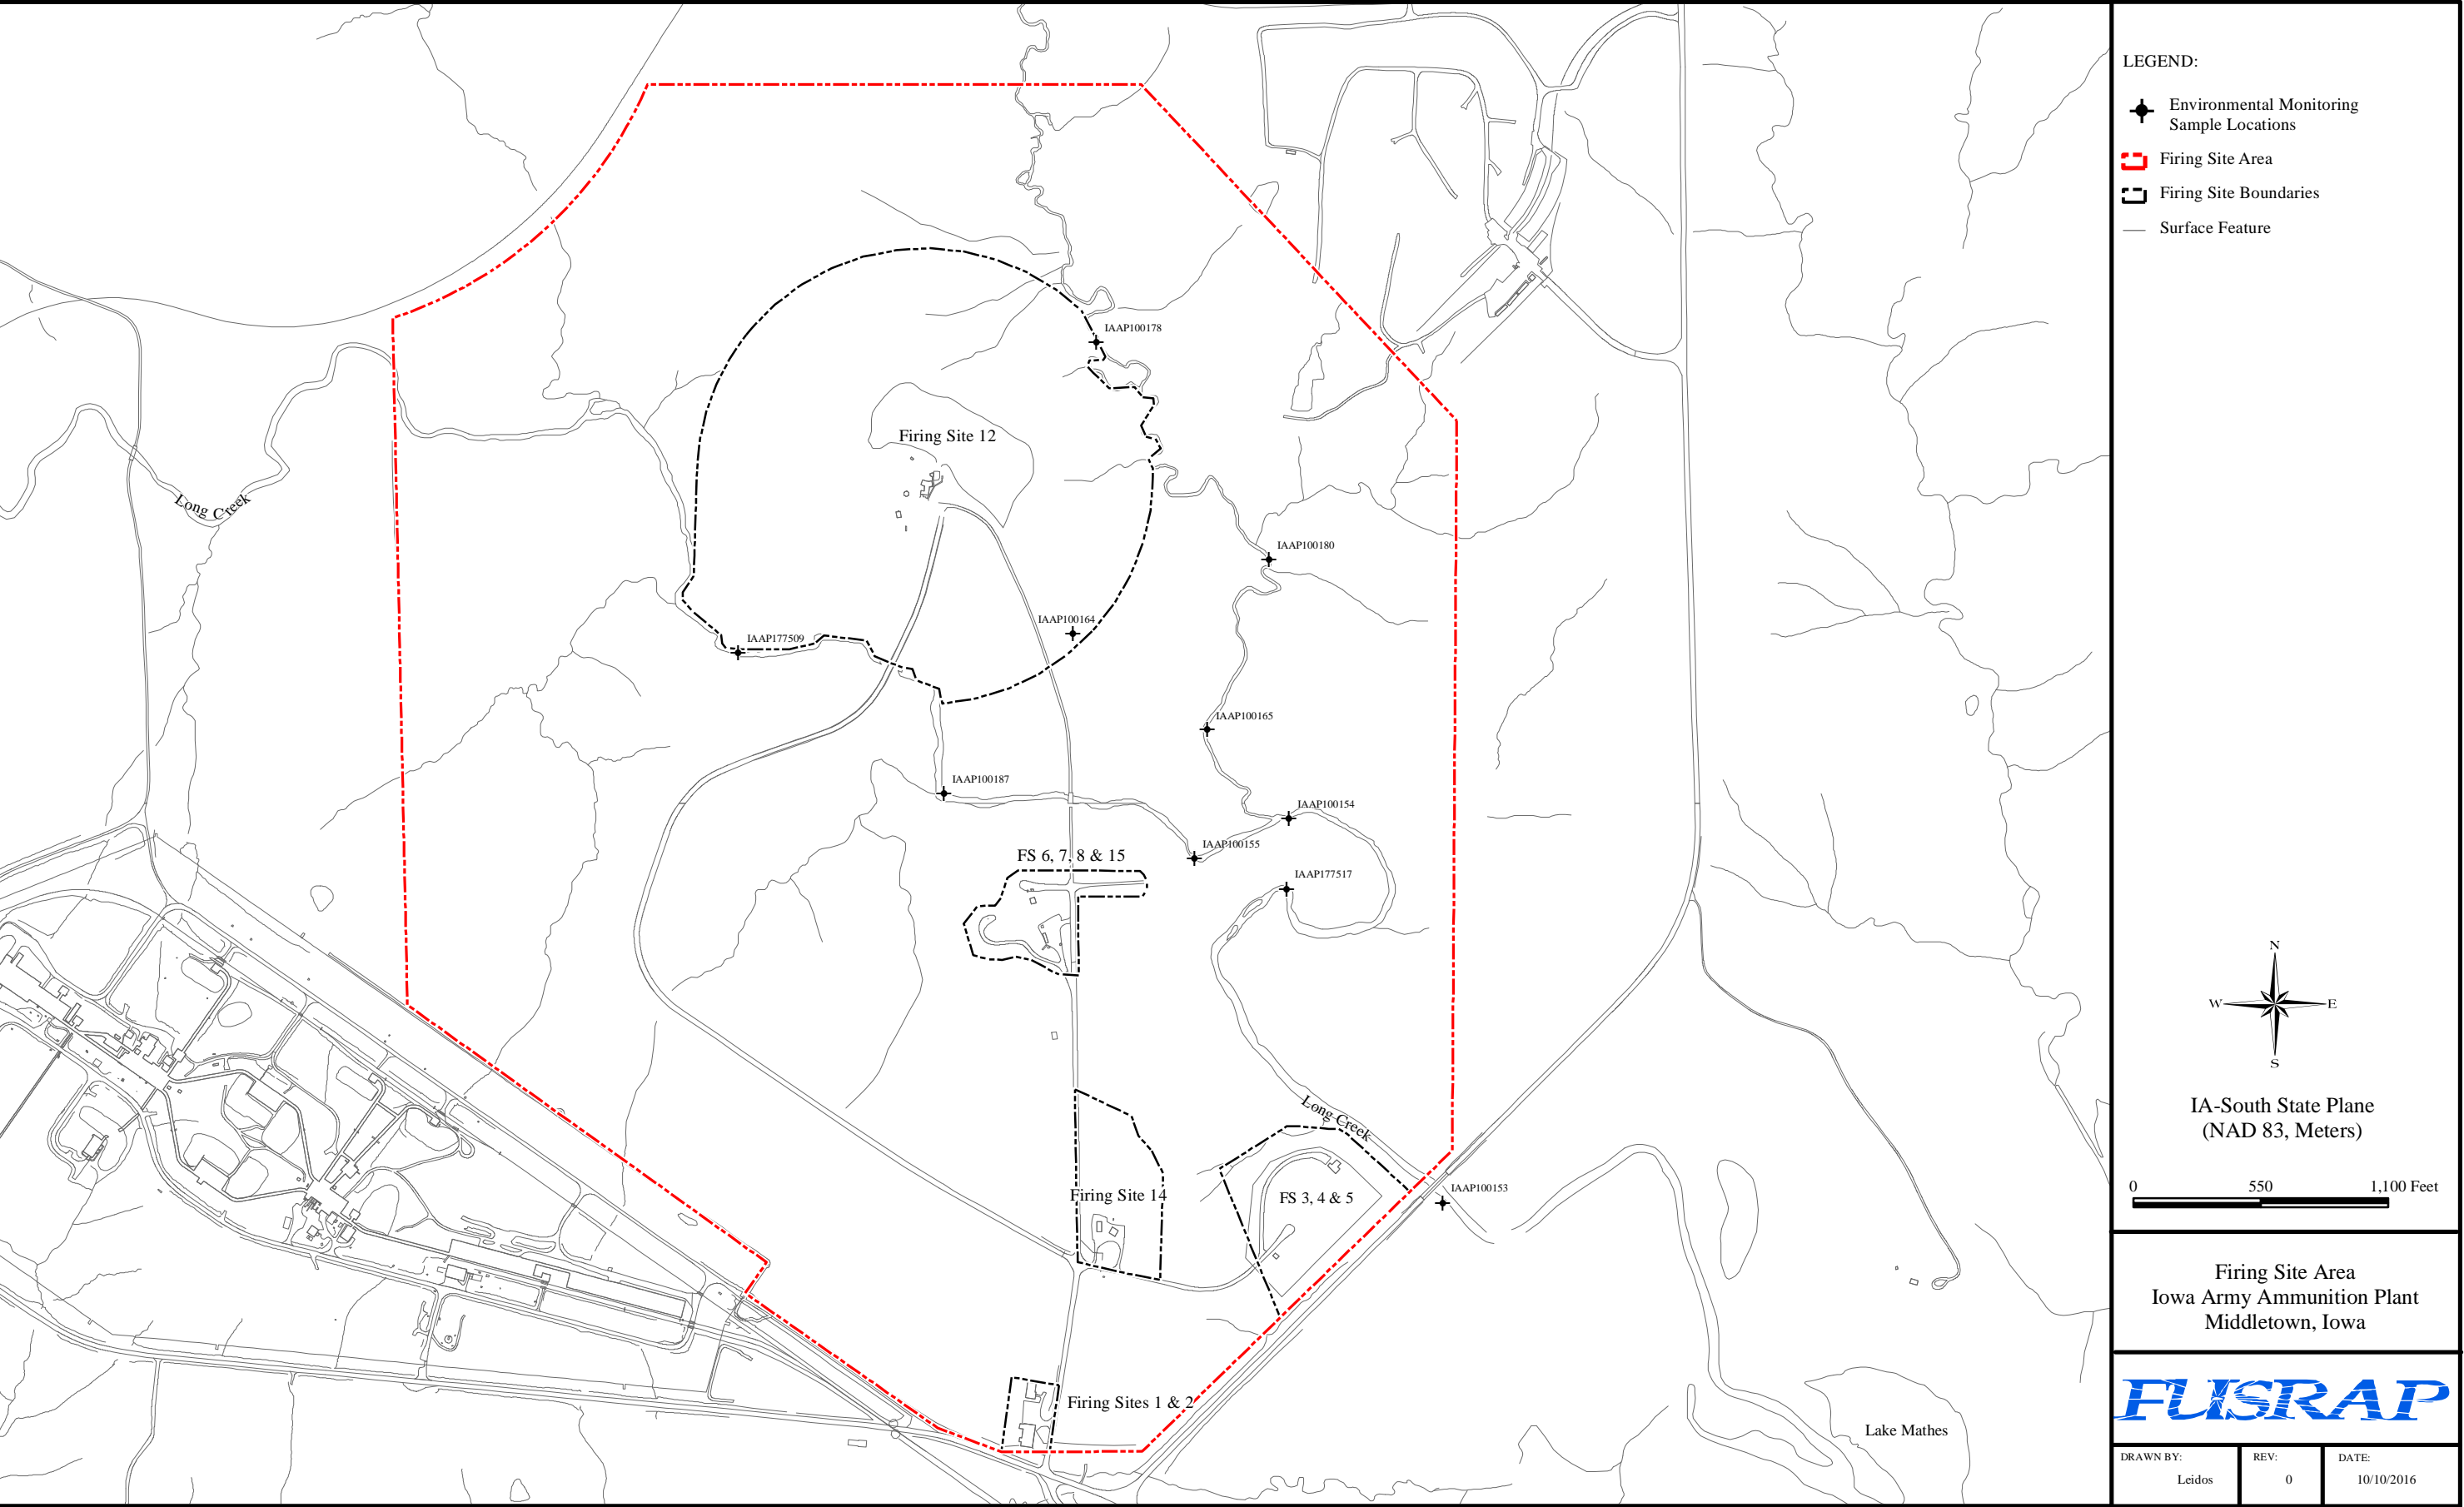 IAAP100178
Firing Site 12
Long Creek
IAAP100180
IAAP100164
IAAP177509
IAAP100165
IAAP100187
IAAP100154
IAAP100155
FS 6, 7, 8 & 15
IAAP177517
Long Creek
Firing Site 14
FS 3, 4 & 5
IAAP100153
Firing Sites 1 & 2
Lake Mathes
LEGEND:
Environmental Monitoring
Sample Locations
Firing Site Area
Firing Site Boundaries
Surface Feature
N
W E
S
IA-South State Plane
(NAD 83, Meters)
0 550 1,100 Feet
Firing Site Area
Iowa Army Ammunition Plant
Middletown, Iowa
FUSRAP
DRAWN BY:
Leidos
REV:
0
DATE:
10/10/2016